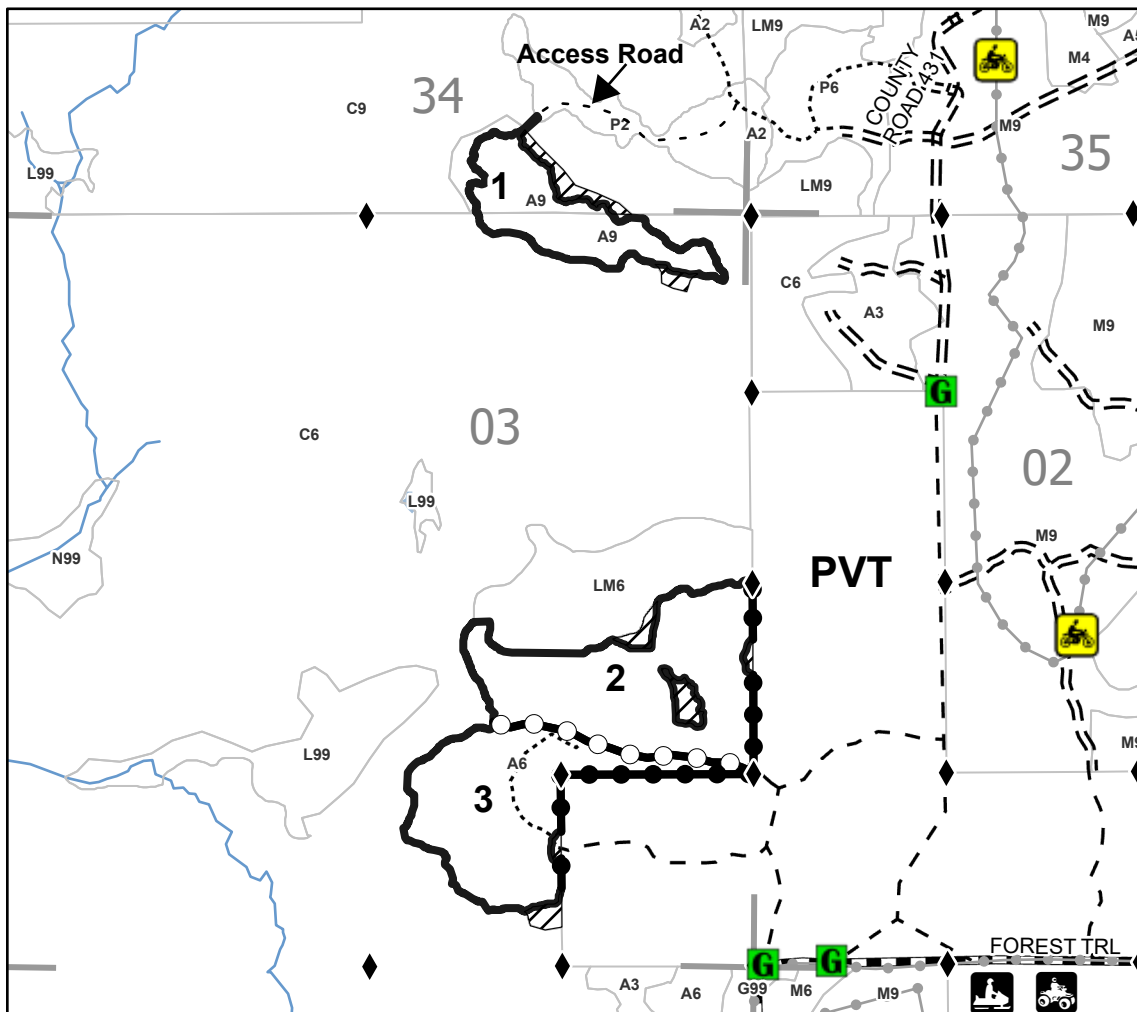 A2
LM9
M9
A5
Access Road
M4
34
C9
P6
COUNTY
ROAD 431
P2
A2
M9
35
L99
1
A9
LM9
A9
C6
A3
M9
G
C6
03
02
L99
M9
N99
PVT
LM6
2
L99
A6
M9
3
FOREST TRL
G
G
A3
A6
G99
M6
M9